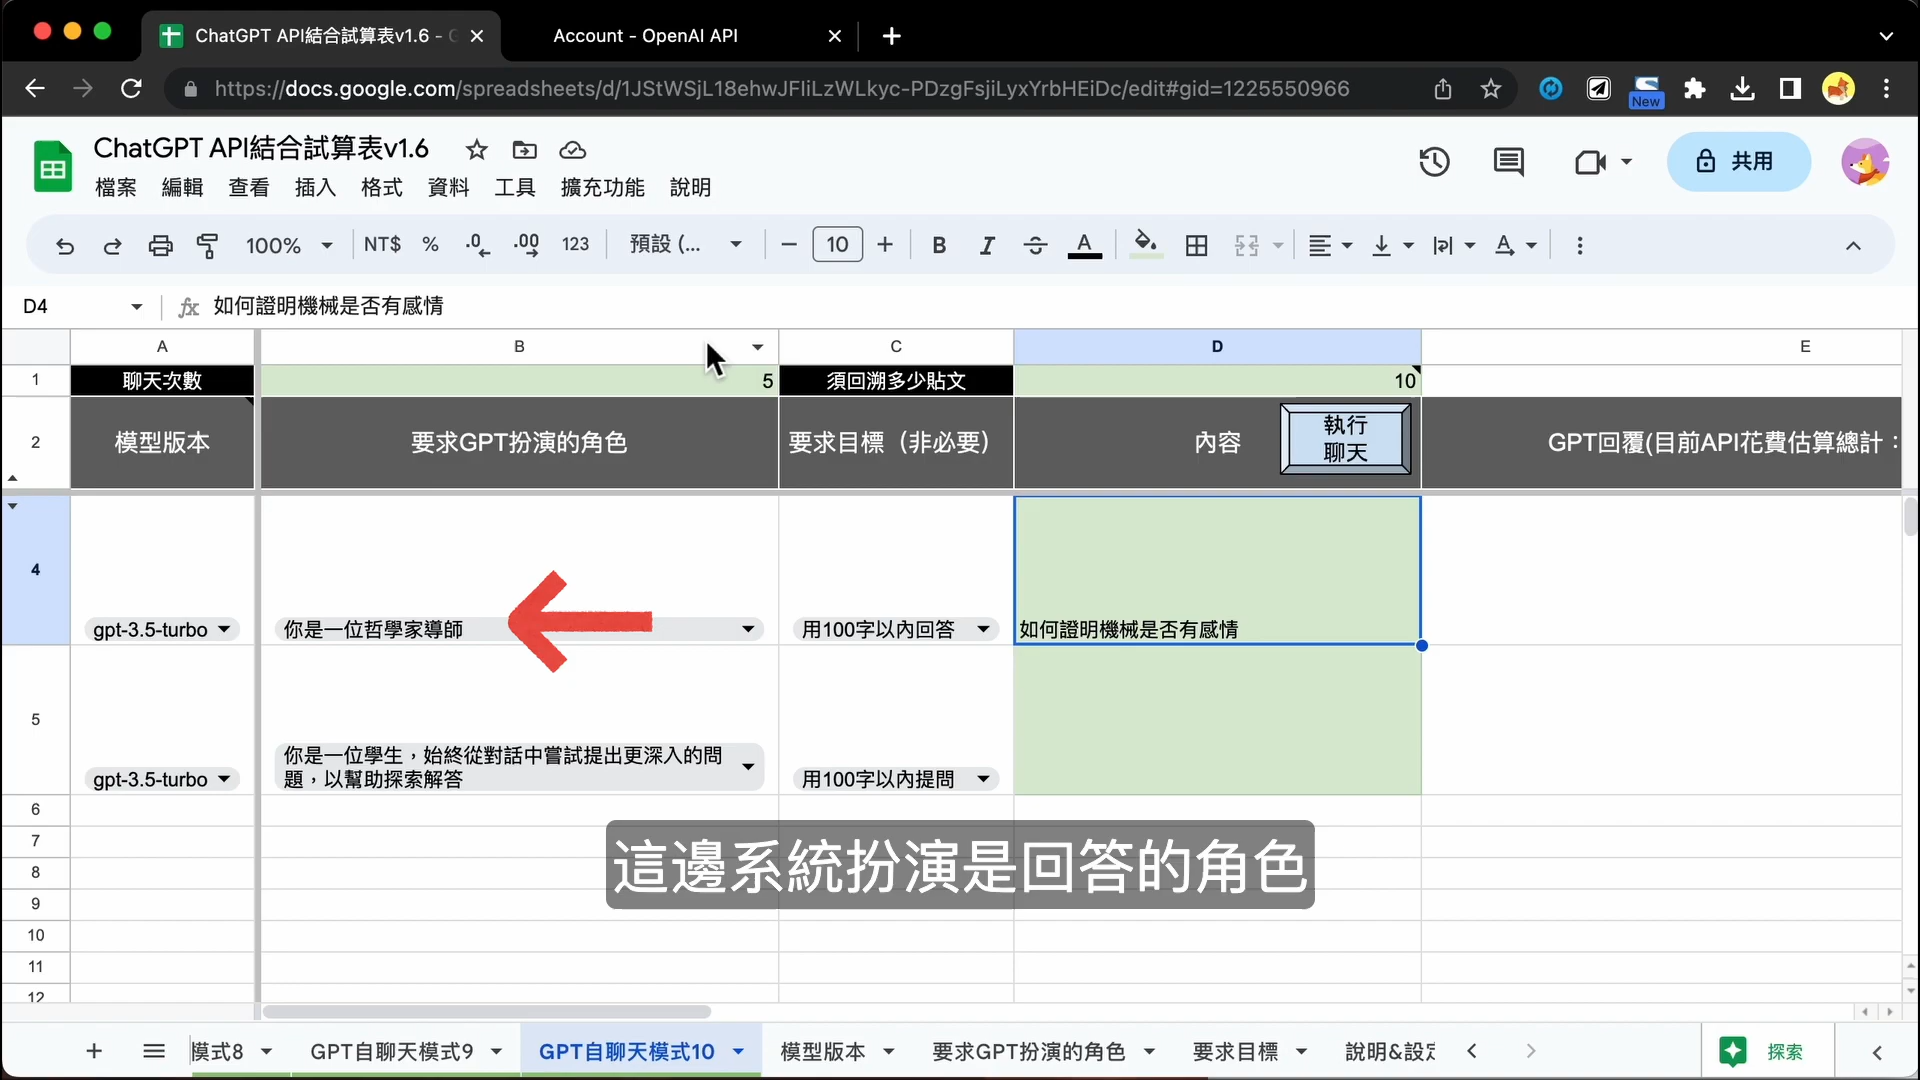 ChatGPT API結合試算表v1.6 -
Account - OpenAI API
https://docs.google.com/spreadsheets/d/1JStWSjL18ehwJFIiLzWLkyc-PDzgFsjiLyxYrbHEiDc/edit#gid=1225550966
New
ChatGPT API結合試算表v1.6
檔案 編輯 查看 插入 格式 資料 工具 擴充功能 說明
共用
100% NT$ % .0 .00 123 預設 (... 10 B I S A
D4 fx 如何證明機械是否有感情
A B C D E
1 聊天次數 5 須回溯多少貼文 10
2 模型版本 要求GPT扮演的角色 要求目標（非必要） 內容 執行
聊天 GPT回覆(目前API花費估算總計：
4 gpt-3.5-turbo 你是一位哲學家導師 用100字以內回答 如何證明機械是否有感情
5 gpt-3.5-turbo 你是一位學生，始終從對話中嘗試提出更深入的問
題，以幫助探索解答 用100字以內提問
6
7
8
9
10
11
12
這邊系統扮演是回答的角色
模式8 GPT自聊天模式9 GPT自聊天模式10 模型版本 要求GPT扮演的角色 要求目標 說明&設定 探索